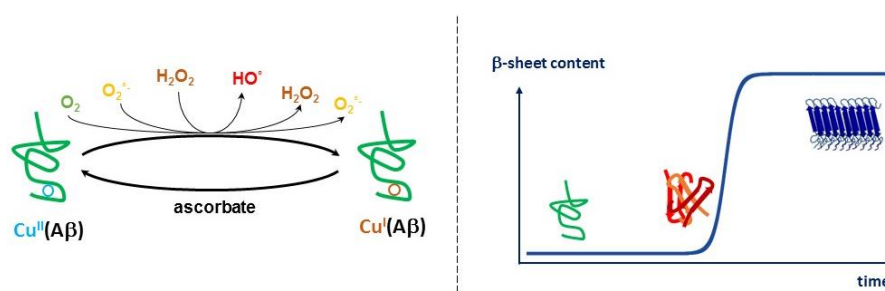 O₂
O₂•-
H₂O₂
HO•
H₂O₂
O₂•-
ascorbate
Cuᴵᴵ(Aβ)
Cuᴵ(Aβ)
β-sheet content
time